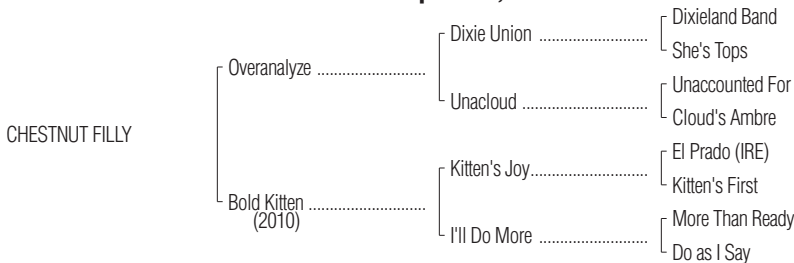 Dixieland Band
Dixie Union ........................
She's Tops
Overanalyze ........................
Unaccounted For
Unacloud ............................
Cloud's Ambre
CHESTNUT FILLY
El Prado (IRE)
Kitten's Joy..........................
Kitten's First
Bold Kitten ..........................
(2010)
More Than Ready
I'll Do More ........................
Do as I Say